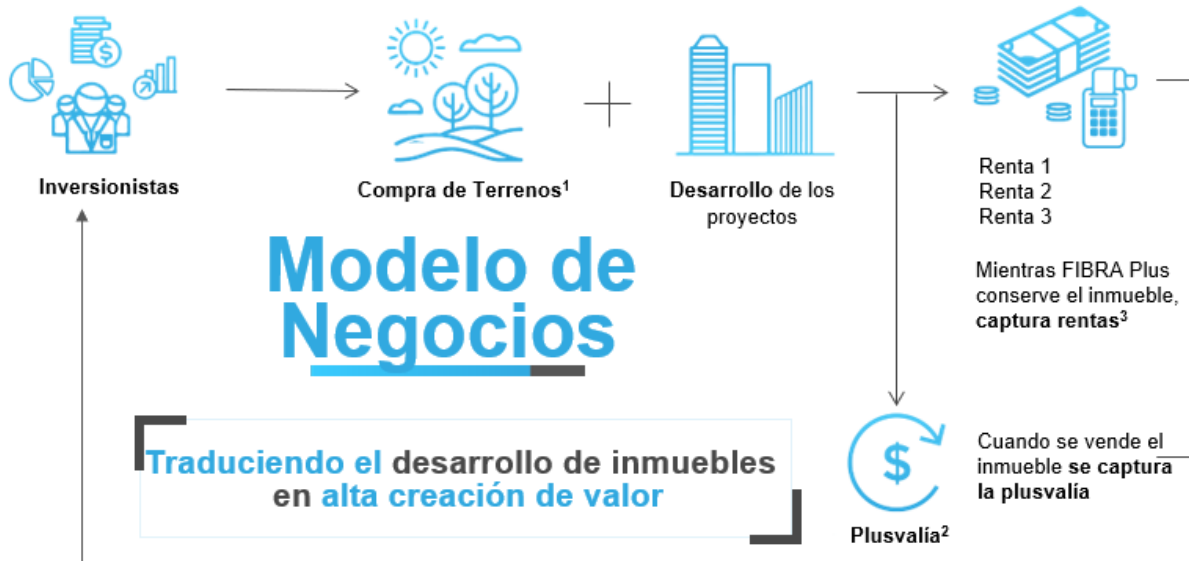 Inversionistas
Compra de Terrenos¹
Desarrollo de los
proyectos
Renta 1
Renta 2
Renta 3
Mientras FIBRA Plus
conserve el inmueble,
captura rentas³
Modelo de
Negocios
Traduciendo el desarrollo de inmuebles
en alta creación de valor
$
Plusvalía²
Cuando se vende el
inmueble se captura
la plusvalía